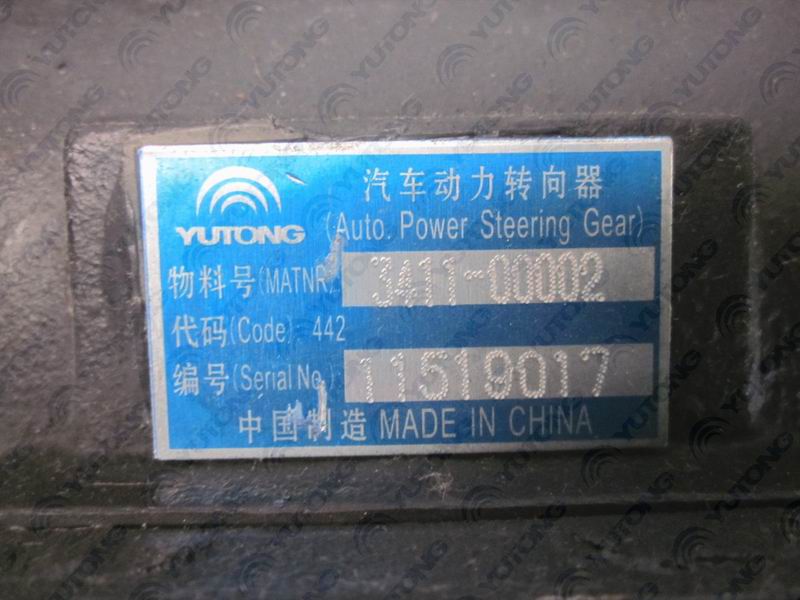 YUTONG
汽车动力转向器
(Auto. Power Steering Gear)
物料号(MATNR) 3411-00002
代码(Code) 442
编号(Serial No.) 11519017
中国制造 MADE IN CHINA